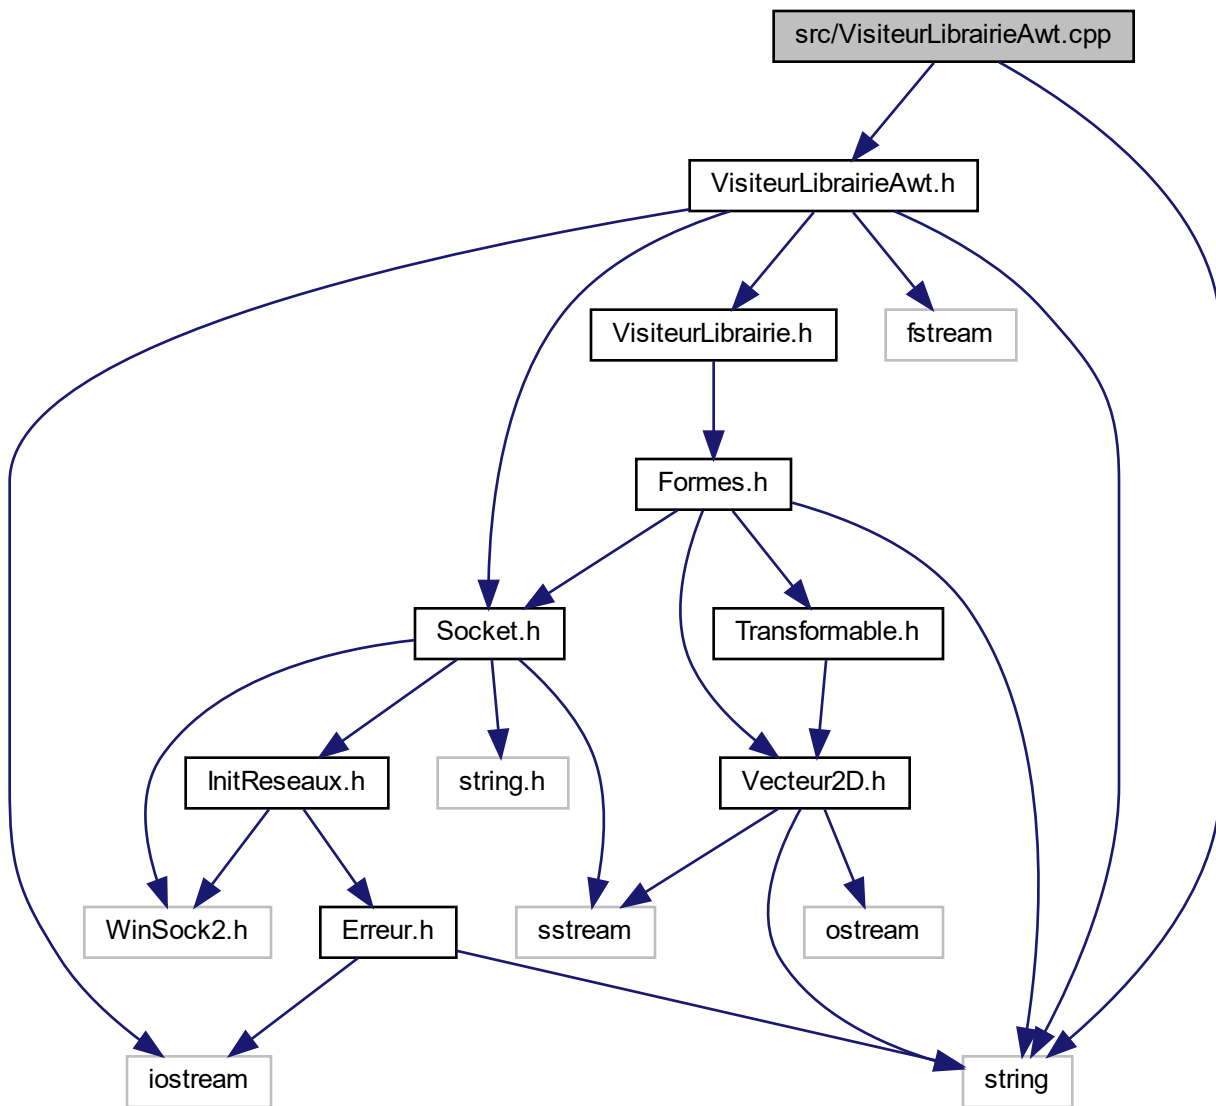 src/VisiteurLibrairieAwt.cpp
VisiteurLibrairieAwt.h
VisiteurLibrairie.h
fstream
Formes.h
Socket.h
Transformable.h
InitReseaux.h
string.h
Vecteur2D.h
WinSock2.h
Erreur.h
sstream
ostream
iostream
string